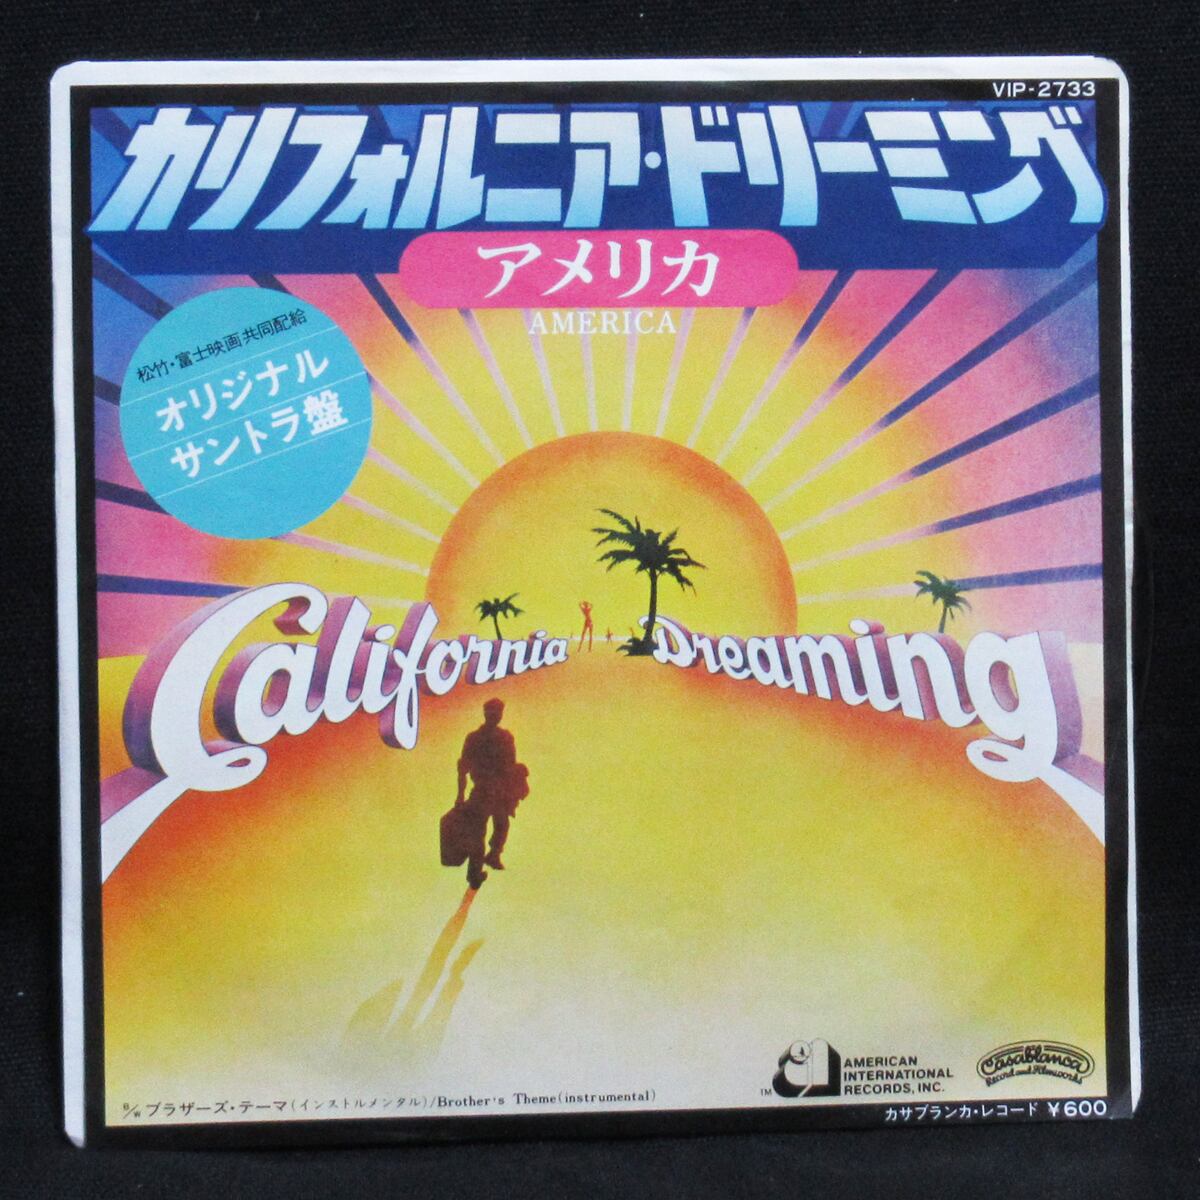 VIP-2733
カリフォルニア・ドリーミング
アメリカ
AMERICA
松竹・富士映画共同配給
オリジナル
サントラ盤
California Dreaming
TM
AMERICAN
INTERNATIONAL
RECORDS, INC.
Casablanca
Record and Filmworks
B/W ブラザーズ・テーマ(インストルメンタル)/Brother's Theme(instrumental)
カサブランカ・レコード ¥600